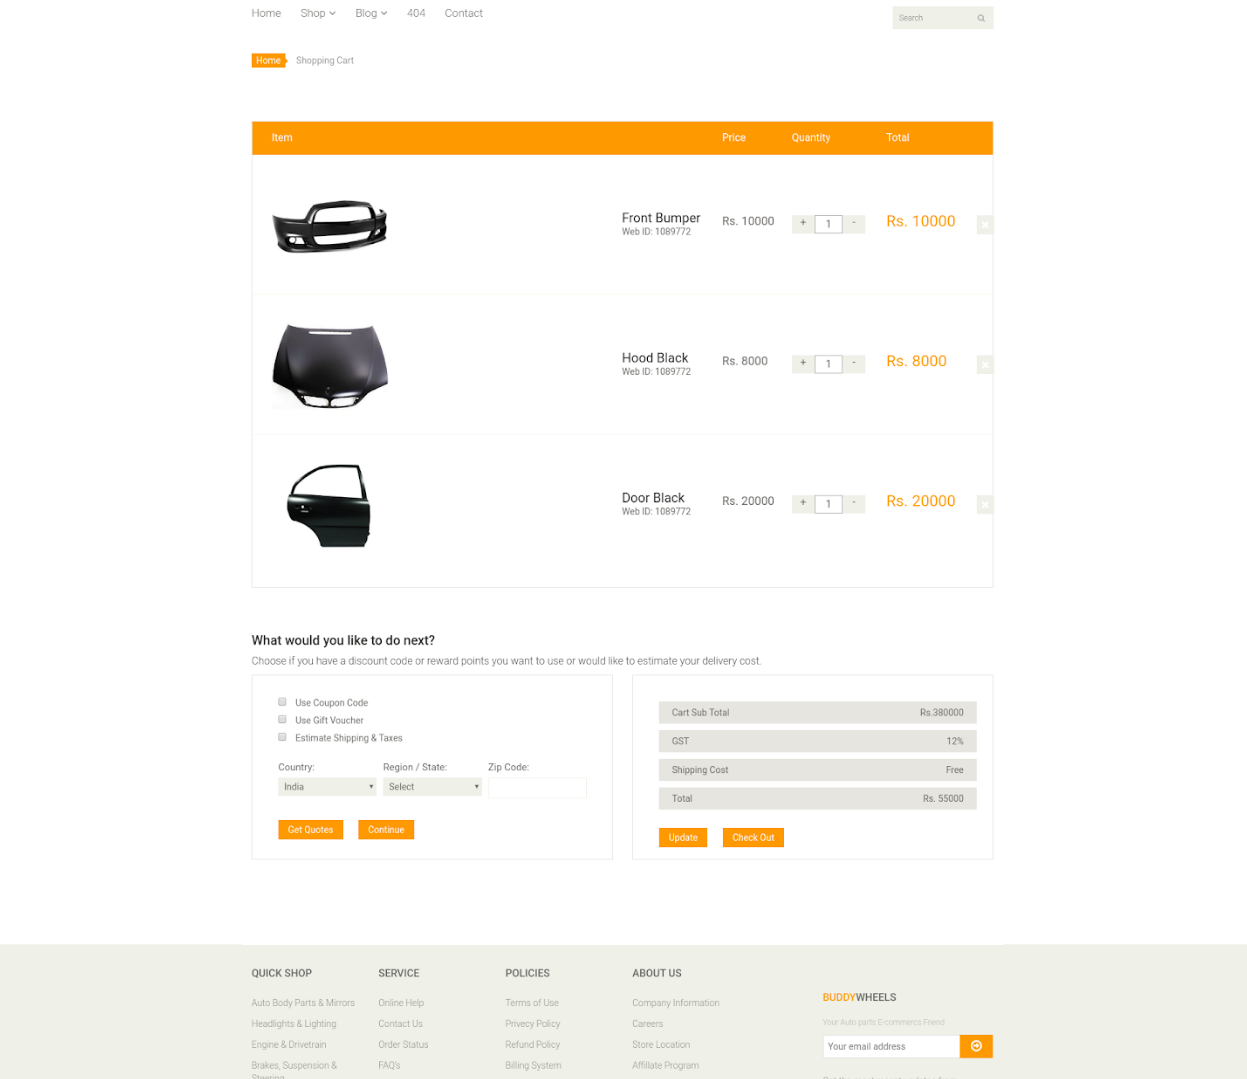 Home Shop Blog 404 Contact
Search
Home Shopping Cart
Item Price Quantity Total
Front Bumper
Web ID: 1089772
Rs. 10000
+ 1 -
Rs. 10000
Hood Black
Web ID: 1089772
Rs. 8000
+ 1 -
Rs. 8000
Door Black
Web ID: 1089772
Rs. 20000
+ 1 -
Rs. 20000
What would you like to do next?
Choose if you have a discount code or reward points you want to use or would like to estimate your delivery cost.
Use Coupon Code
Use Gift Voucher
Estimate Shipping & Taxes
Country: Region / State: Zip Code:
India Select
Get Quotes Continue
Cart Sub Total Rs.380000
GST 12%
Shipping Cost Free
Total Rs. 55000
Update Check Out
QUICK SHOP
Auto Body Parts & Mirrors
Headlights & Lighting
Engine & Drivetrain
Brakes, Suspension &
Steering
SERVICE
Online Help
Contact Us
Order Status
FAQ's
POLICIES
Terms of Use
Privecy Policy
Refund Policy
Billing System
ABOUT US
Company Information
Careers
Store Location
Affillate Program
BUDDYWHEELS
Your Auto parts E-commercs Friend
Your email address